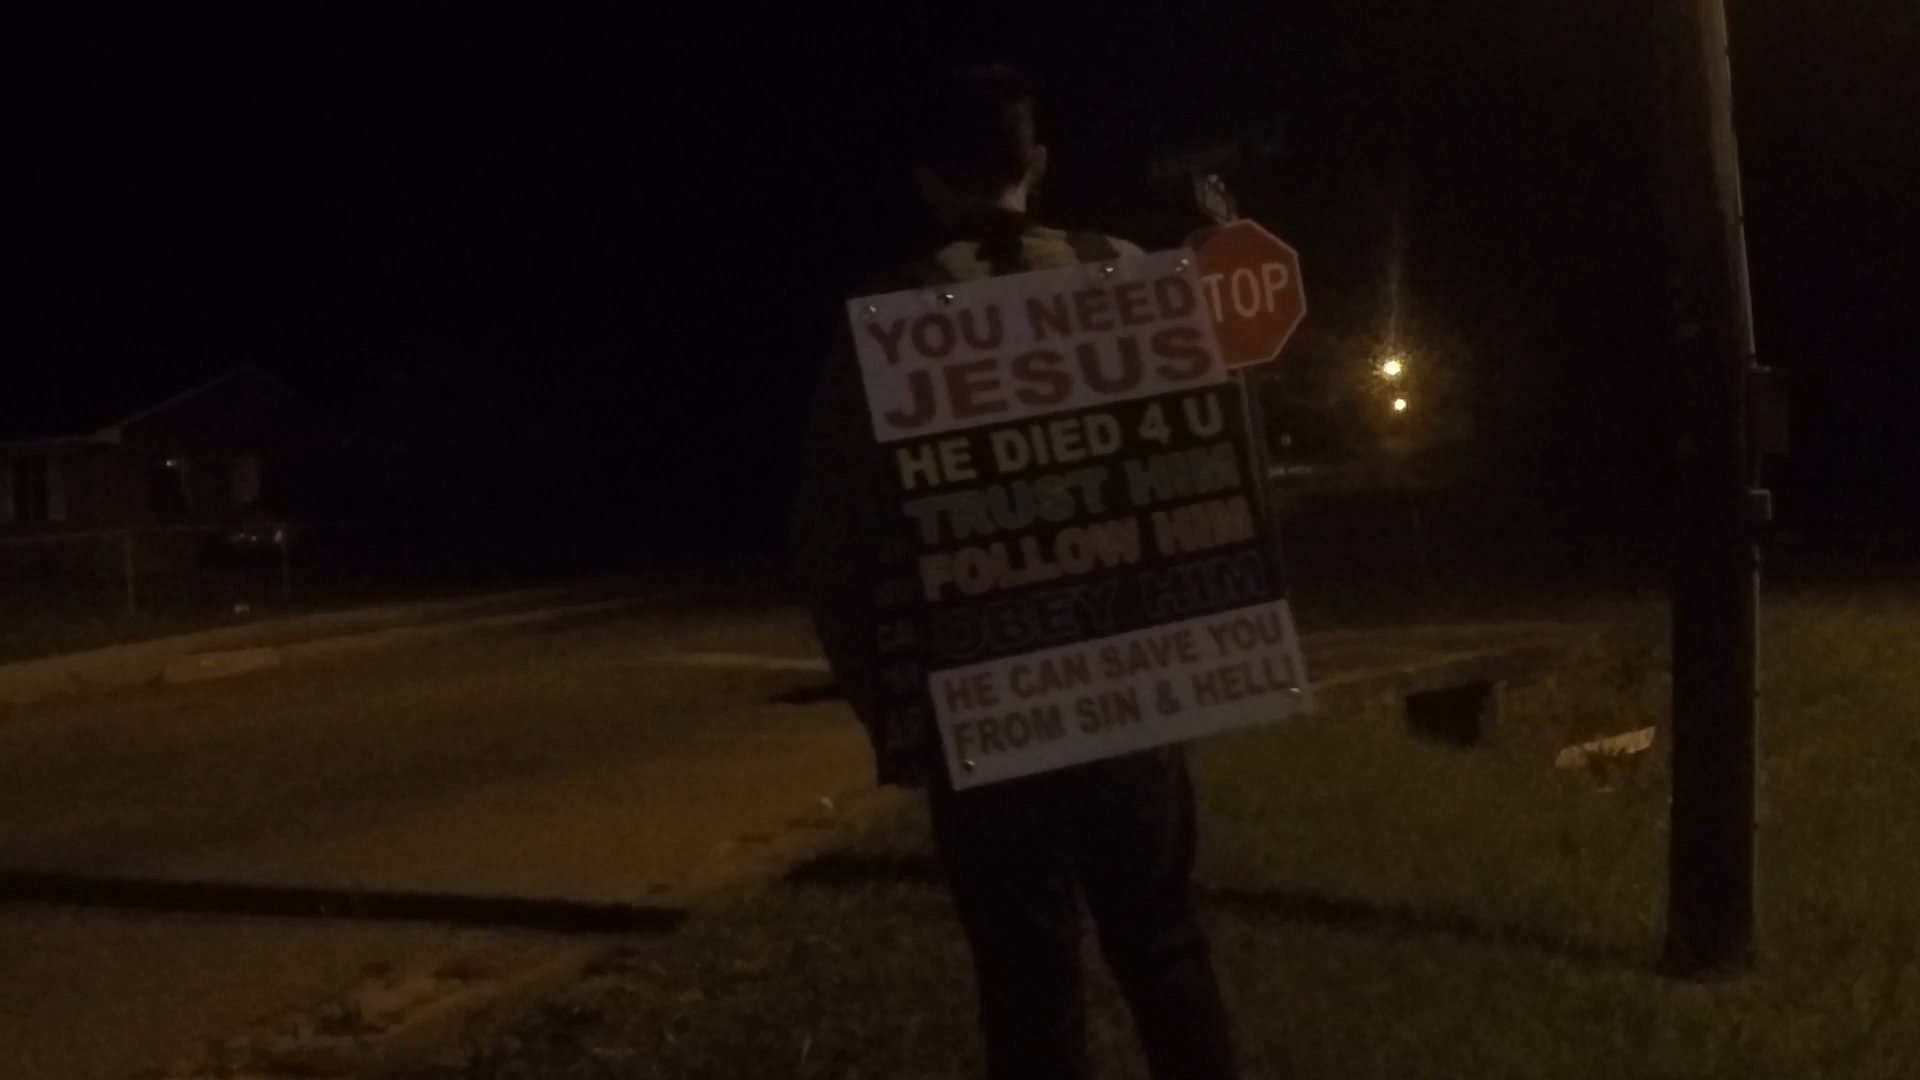 YOU NEED
JESUS
HE DIED 4 U
TRUST HIM
FOLLOW HIM
OBEY HIM
HE CAN SAVE YOU
FROM SIN & HELL!
TOP